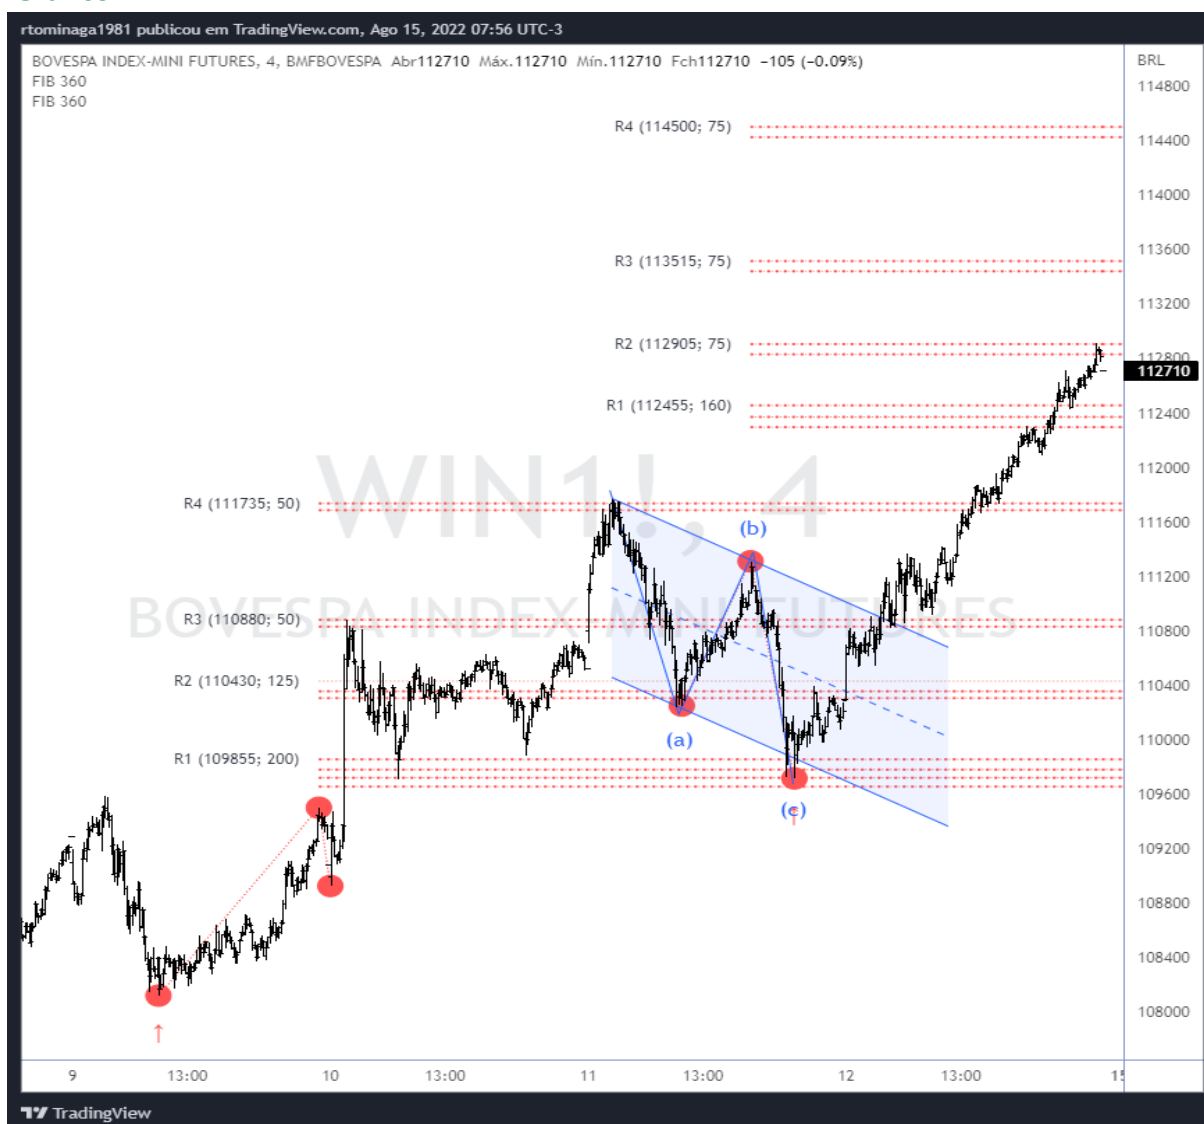 rtominaga1981 publicou em TradingView.com, Ago 15, 2022 07:56 UTC-3
BOVESPA INDEX-MINI FUTURES, 4, BMFBOVESPA Abr112710 Máx.112710 Mín.112710 Fch112710 −105 (−0.09%)
FIB 360
FIB 360
BRL
114800
R4 (114500; 75)
114400
114000
113600
R3 (113515; 75)
113200
R2 (112905; 75)
112800
112710
R1 (112455; 160)
112400
112000
WIN1!, 4
R4 (111735; 50)
111600
(b)
111200
BOVESPA INDEX-MINI FUTURES
R3 (110880; 50)
110800
R2 (110430; 125)
110400
(a)
110000
R1 (109855; 200)
109600
(c)
109200
108800
108400
108000
9 13:00 10 13:00 11 13:00 12 13:00 15
TradingView